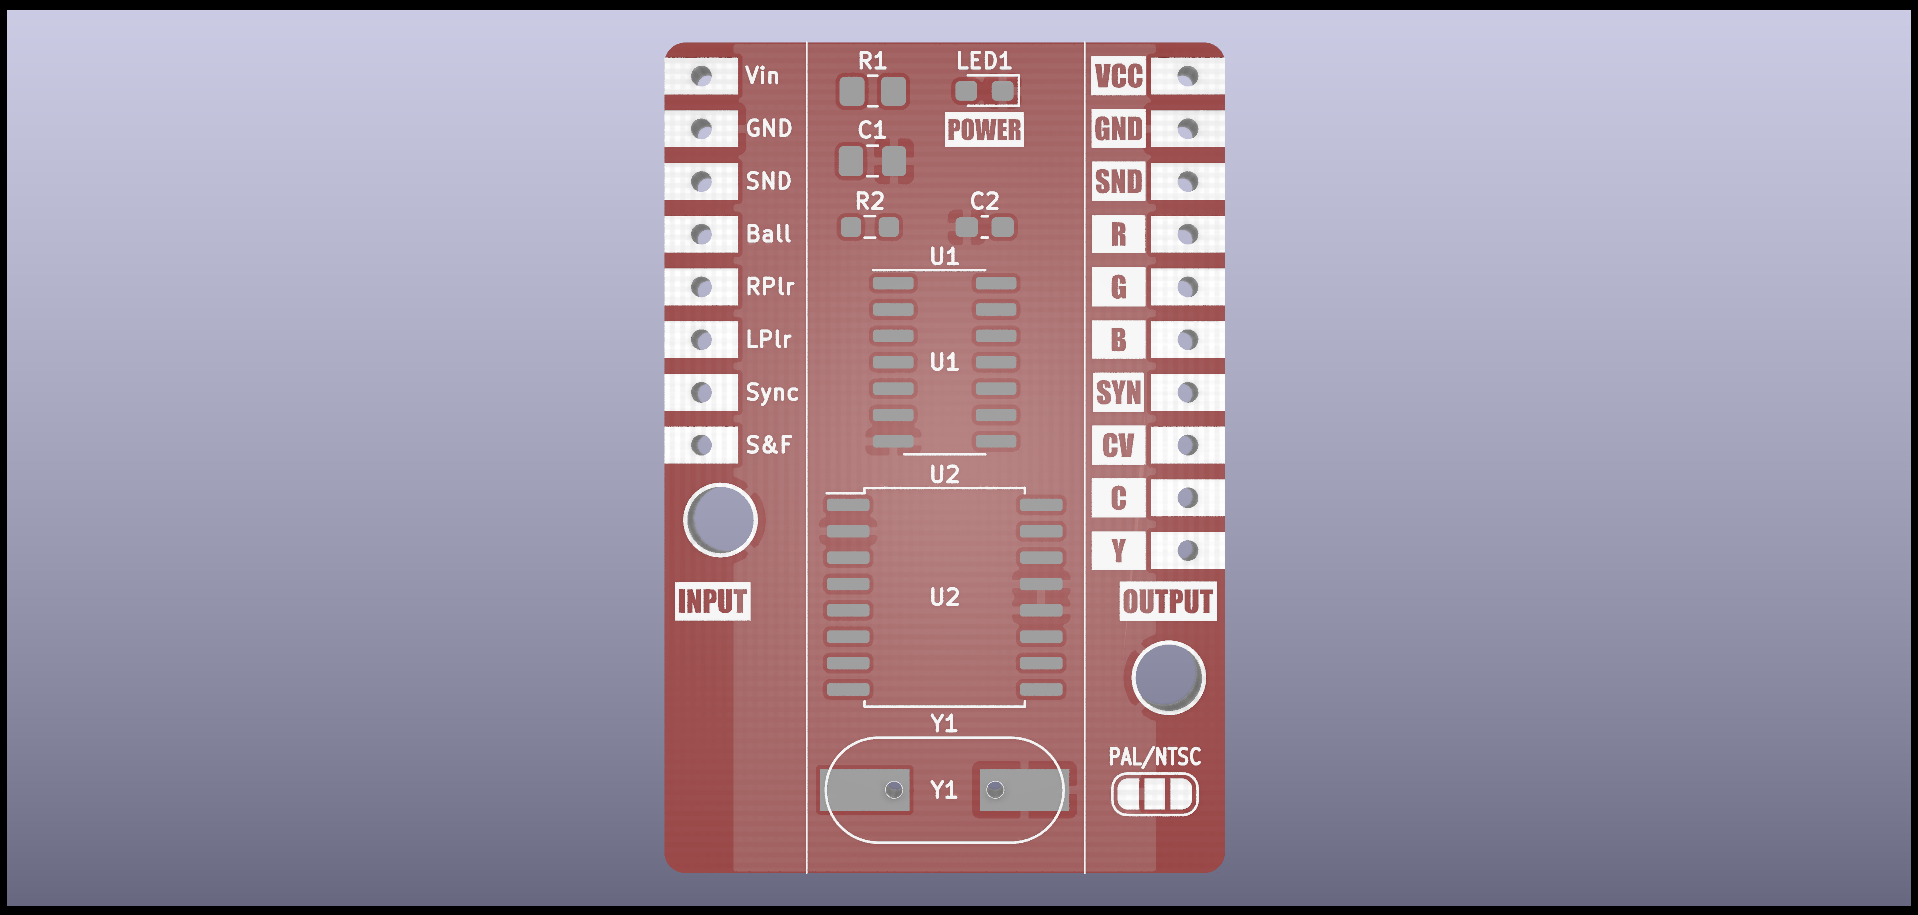 Vin
GND
SND
Ball
RPlr
LPlr
Sync
S&F
INPUT
R1
LED1
POWER
C1
R2
C2
U1
U1
U2
U2
Y1
Y1
VCC
GND
SND
R
G
B
SYN
CV
C
Y
OUTPUT
PAL/NTSC